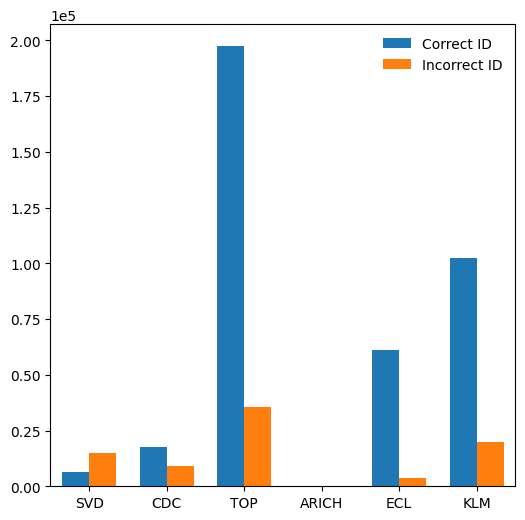 1e5
2.00
1.75
1.50
1.25
1.00
0.75
0.50
0.25
0.00
Correct ID
Incorrect ID
SVD CDC TOP ARICH ECL KLM